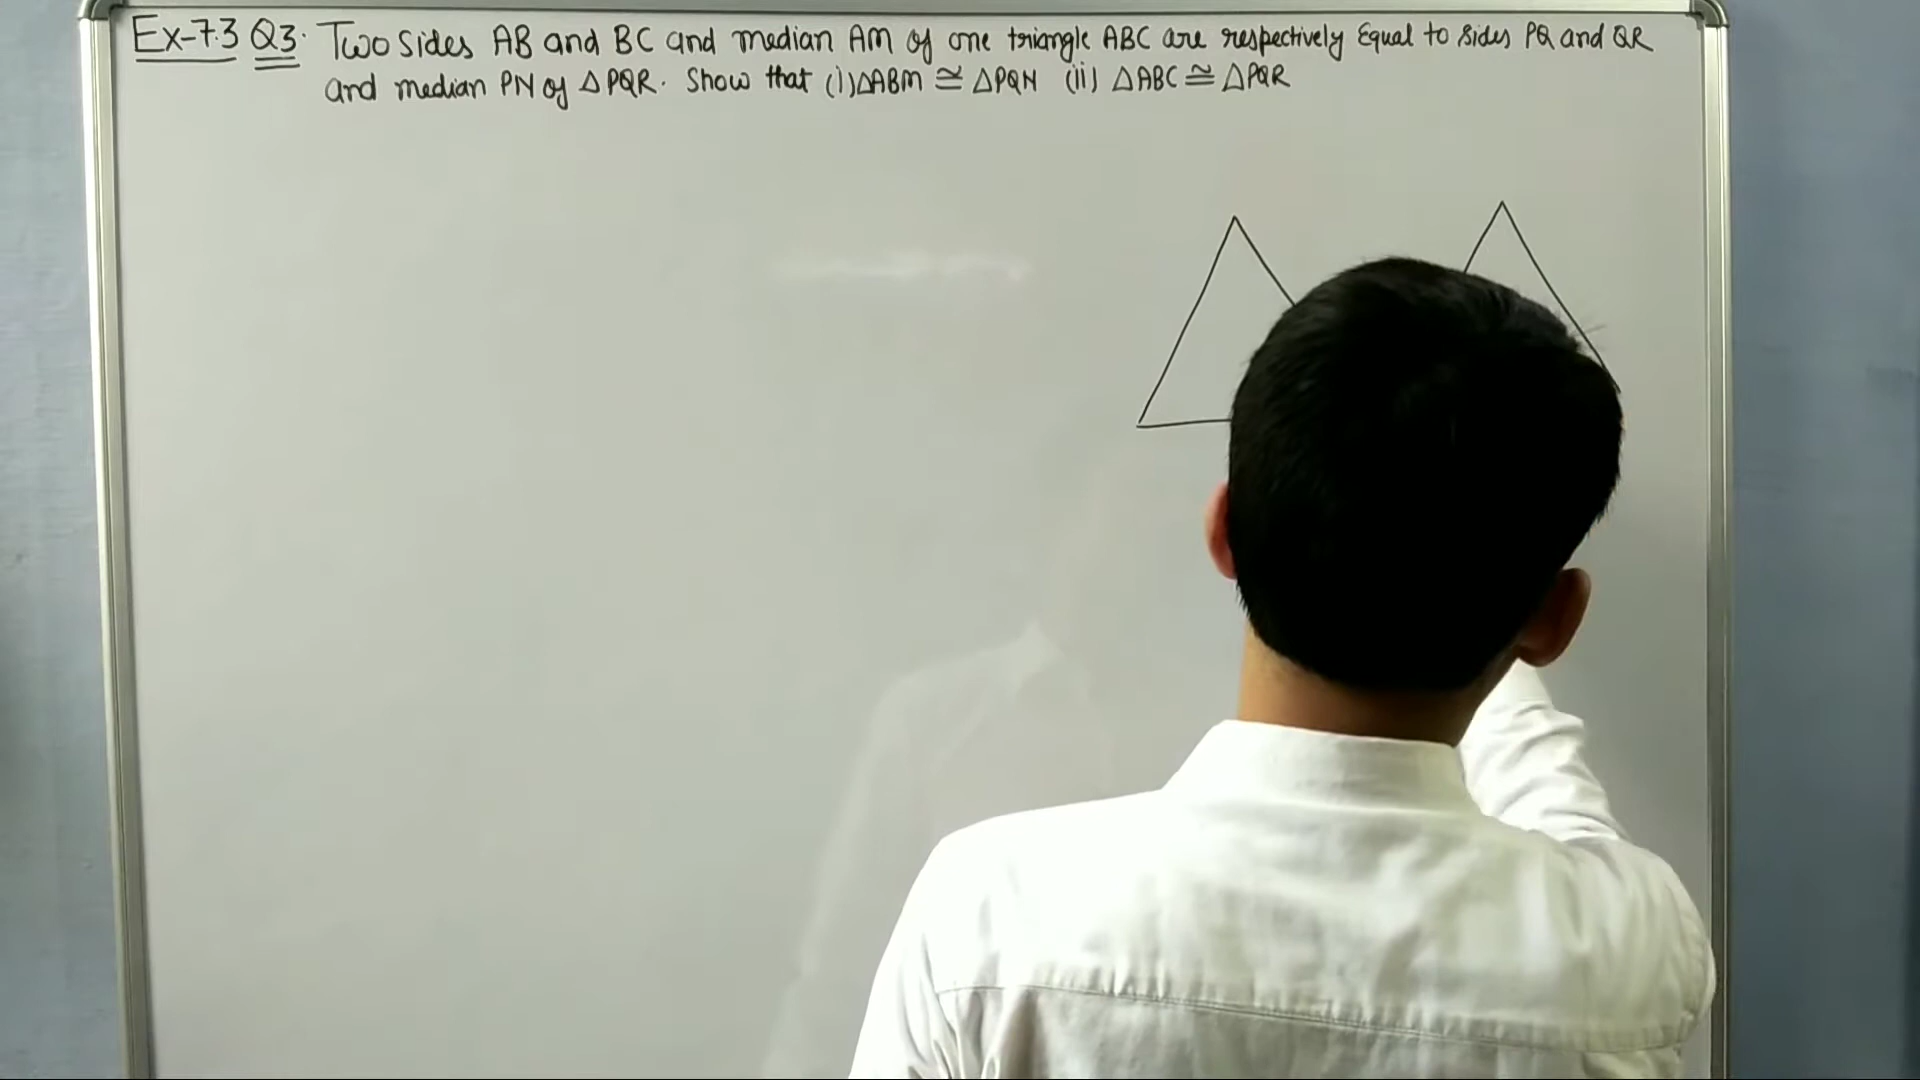 Ex-7.3 Q3. Two sides AB and BC and median AM of one triangle ABC are respectively Equal to sides PQ and QR
and median PN of △PQR. Show that (i) △ABM ≅ △PQN (ii) △ABC ≅ △PQR